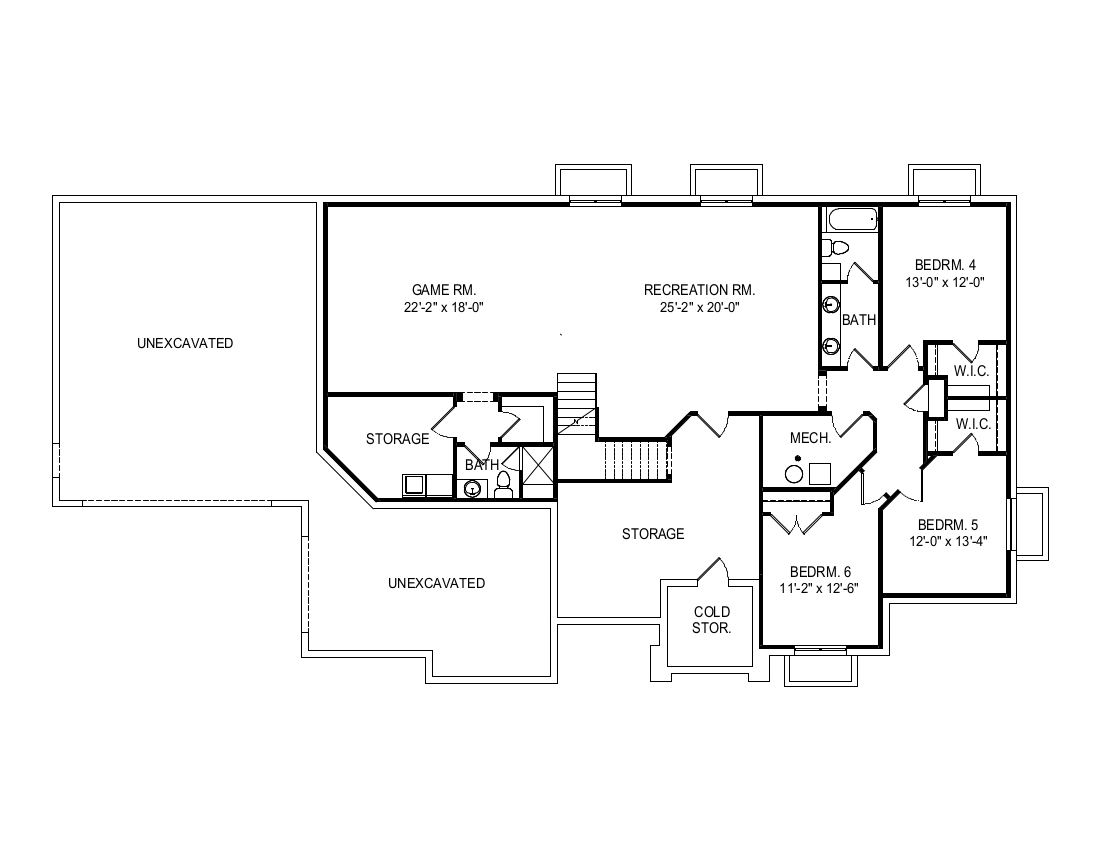 BEDRM. 4
13'-0" x 12'-0"
GAME RM.
22'-2" x 18'-0"
RECREATION RM.
25'-2" x 20'-0"
BATH
UNEXCAVATED
W.I.C.
W.I.C.
STORAGE
MECH.
BATH
BEDRM. 5
12'-0" x 13'-4"
STORAGE
BEDRM. 6
11'-2" x 12'-6"
UNEXCAVATED
COLD
STOR.